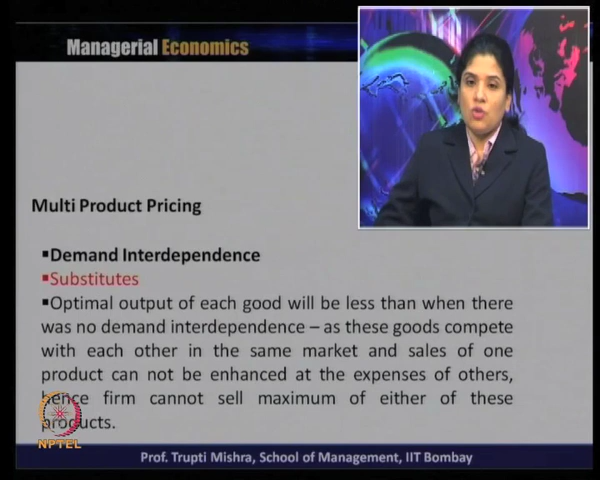 Managerial Economics
Multi Product Pricing
▪Demand Interdependence
▪Substitutes
▪Optimal output of each good will be less than when there
was no demand interdependence – as these goods compete
with each other in the same market and sales of one
product can not be enhanced at the expenses of others,
hence firm cannot sell maximum of either of these
products.
NPTEL
Prof. Trupti Mishra, School of Management, IIT Bombay